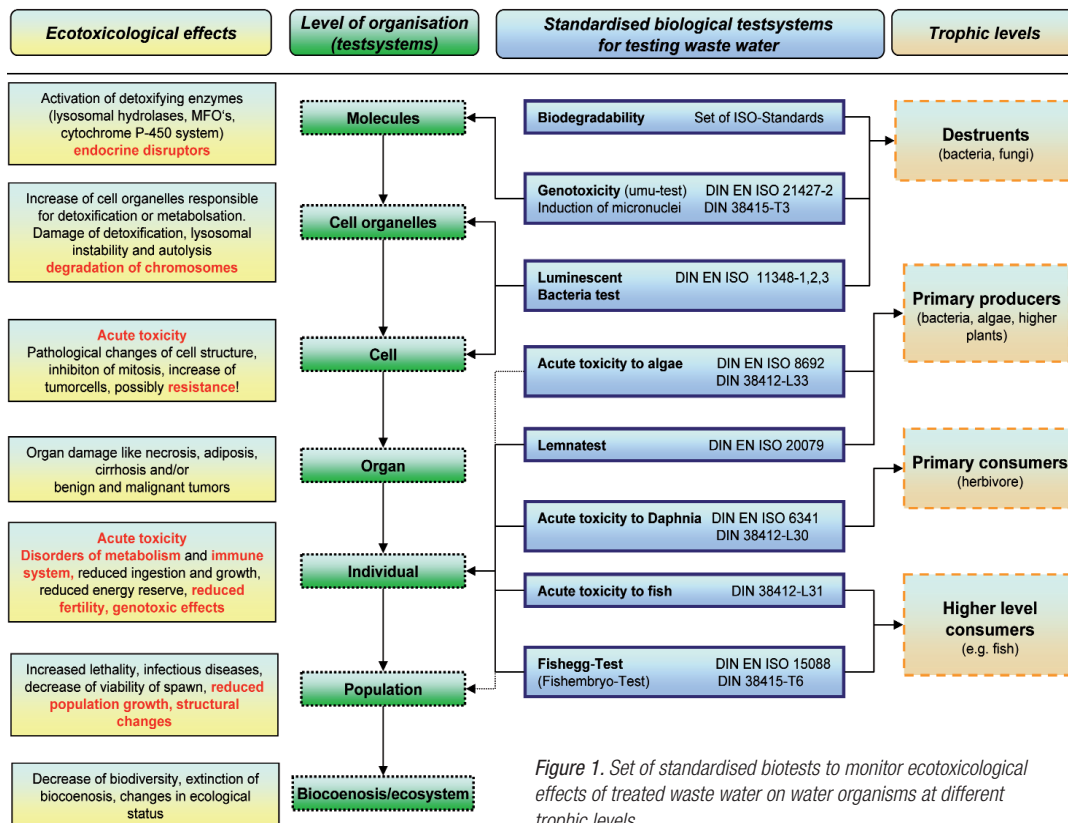 Ecotoxicological effects
Level of organisation
(testsystems)
Standardised biological testsystems
for testing waste water
Trophic levels
Activation of detoxifying enzymes
(lysosomal hydrolases, MFO's,
cytochrome P-450 system)
endocrine disruptors
Increase of cell organelles responsible
for detoxification or metabolsation.
Damage of detoxification, lysosomal
instability and autolysis
degradation of chromosomes
Acute toxicity
Pathological changes of cell structure,
inhibiton of mitosis, increase of
tumorcells, possibly resistance!
Organ damage like necrosis, adiposis,
cirrhosis and/or
benign and malignant tumors
Acute toxicity
Disorders of metabolism and immune
system, reduced ingestion and growth,
reduced energy reserve, reduced
fertility, genotoxic effects
Increased lethality, infectious diseases,
decrease of viability of spawn, reduced
population growth, structural
changes
Decrease of biodiversity, extinction of
biocoenosis, changes in ecological
status
Molecules
Cell organelles
Cell
Organ
Individual
Population
Biocoenosis/ecosystem
Biodegradability Set of ISO-Standards
Genotoxicity (umu-test) DIN EN ISO 21427-2
Induction of micronuclei DIN 38415-T3
Luminescent DIN EN ISO 11348-1,2,3
Bacteria test
Acute toxicity to algae DIN EN ISO 8692
DIN 38412-L33
Lemnatest DIN EN ISO 20079
Acute toxicity to Daphnia DIN EN ISO 6341
DIN 38412-L30
Acute toxicity to fish DIN 38412-L31
Fishegg-Test DIN EN ISO 15088
(Fishembryo-Test) DIN 38415-T6
Destruents
(bacteria, fungi)
Primary producers
(bacteria, algae, higher
plants)
Primary consumers
(herbivore)
Higher level
consumers
(e.g. fish)
Figure 1. Set of standardised biotests to monitor ecotoxicological
effects of treated waste water on water organisms at different
trophic levels